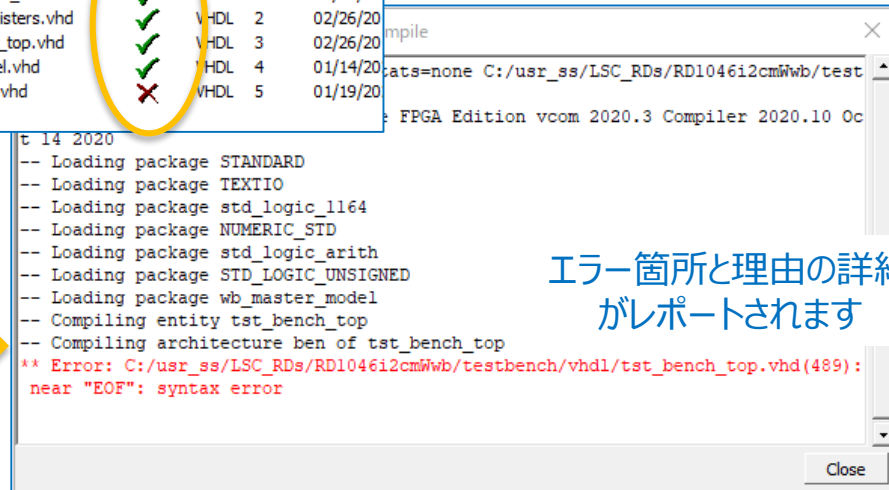 isters.vhd VHDL 2 02/26/20
_top.vhd VHDL 3 02/26/20
el.vhd VHDL 4 01/14/20
vhd VHDL 5 01/19/20
mpile
tats=none C:/usr_ss/LSC_RDs/RD1046i2cmWwb/test
FPGA Edition vcom 2020.3 Compiler 2020.10 Oc
t 14 2020
-- Loading package STANDARD
-- Loading package TEXTIO
-- Loading package std_logic_1164
-- Loading package NUMERIC_STD
-- Loading package std_logic_arith
-- Loading package STD_LOGIC_UNSIGNED
-- Loading package wb_master_model
-- Compiling entity tst_bench_top
-- Compiling architecture ben of tst_bench_top
** Error: C:/usr_ss/LSC_RDs/RD1046i2cmWwb/testbench/vhdl/tst_bench_top.vhd(489):
near "EOF": syntax error
エラー箇所と理由の詳細
がレポートされます
Close